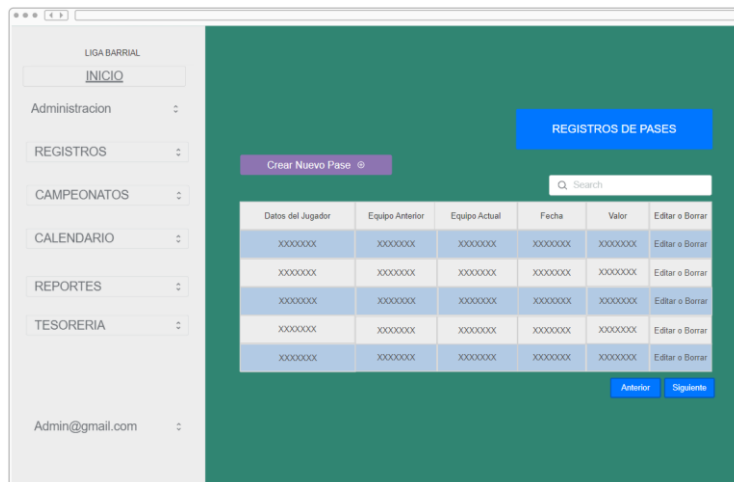 LIGA BARRIAL
INICIO
Administracion
REGISTROS
CAMPEONATOS
CALENDARIO
REPORTES
TESORERIA
Admin@gmail.com
REGISTROS DE PASES
Crear Nuevo Pase
Search
Datos del Jugador Equipo Anterior Equipo Actual Fecha Valor Editar o Borrar
XXXXXXX XXXXXXX XXXXXXX XXXXXXX XXXXXXX Editar o Borrar
XXXXXXX XXXXXXX XXXXXXX XXXXXXX XXXXXXX Editar o Borrar
XXXXXXX XXXXXXX XXXXXXX XXXXXXX XXXXXXX Editar o Borrar
XXXXXXX XXXXXXX XXXXXXX XXXXXXX XXXXXXX Editar o Borrar
XXXXXXX XXXXXXX XXXXXXX XXXXXXX XXXXXXX Editar o Borrar
Anterior Siguiente